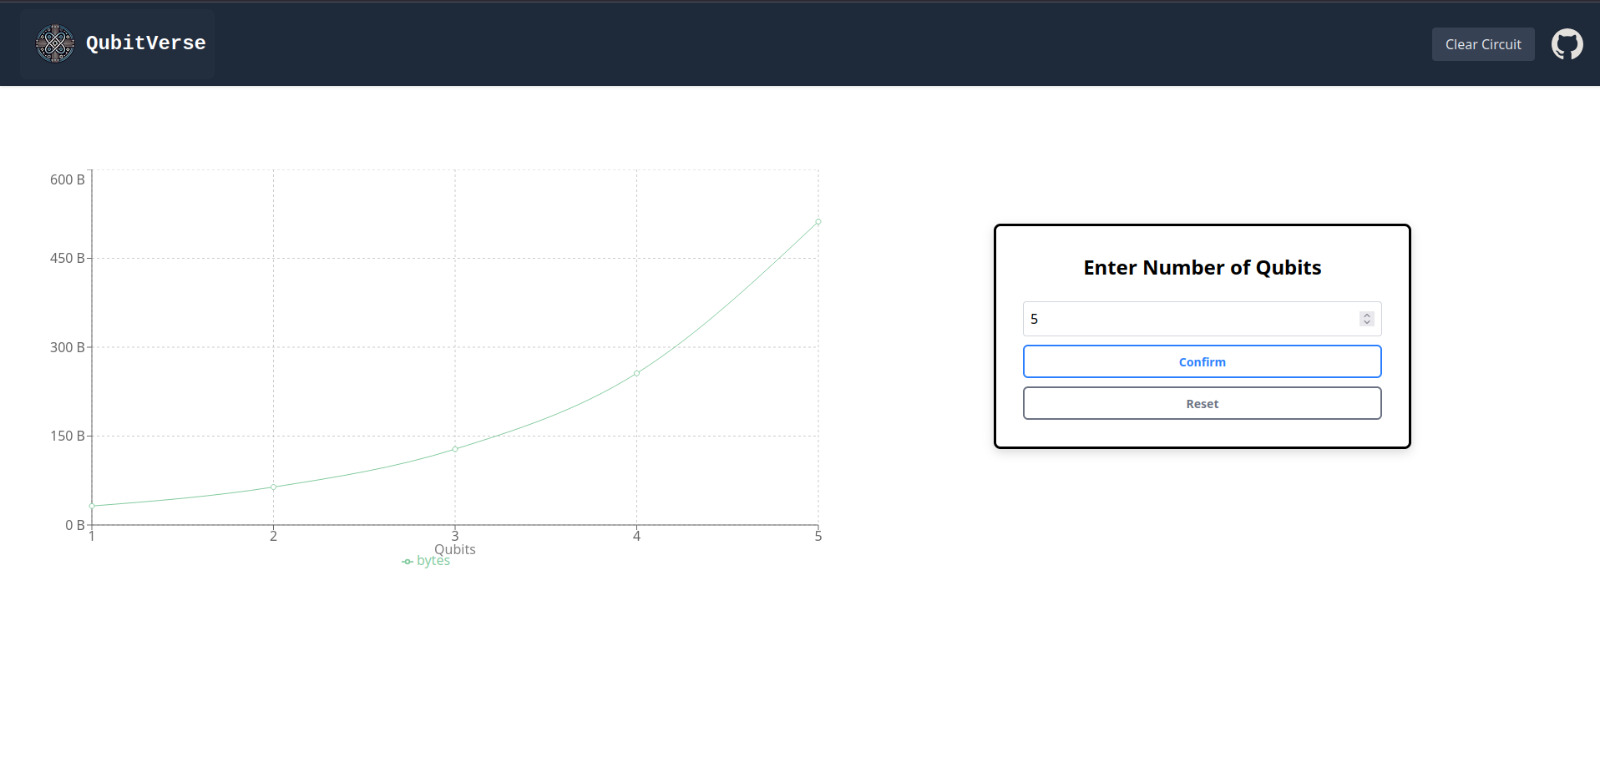 QubitVerse
Clear Circuit
600 B
450 B
300 B
150 B
0 B
1 2 3 4 5
Qubits
bytes
Enter Number of Qubits
5
Confirm
Reset